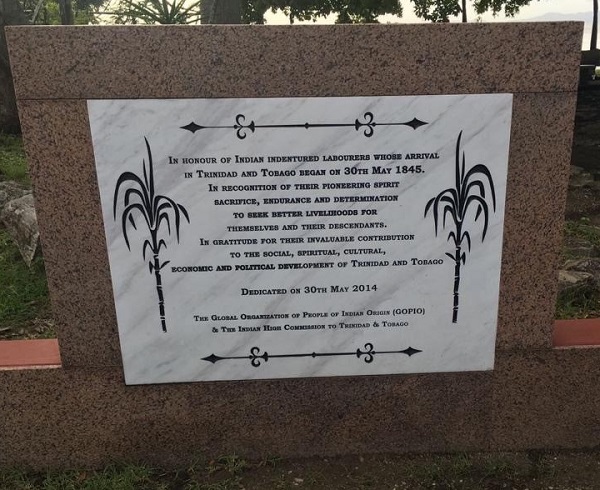 In honour of Indian indentured labourers whose arrival
in Trinidad and Tobago began on 30th May 1845.
In recognition of their pioneering spirit
sacrifice, endurance and determination
to seek better livelihoods for
themselves and their descendants.
In gratitude for their invaluable contribution
to the social, spiritual, cultural,
economic and political development of Trinidad and Tobago
Dedicated on 30th May 2014
The Global Organization of People of Indian Origin (GOPIO)
& The Indian High Commission to Trinidad & Tobago